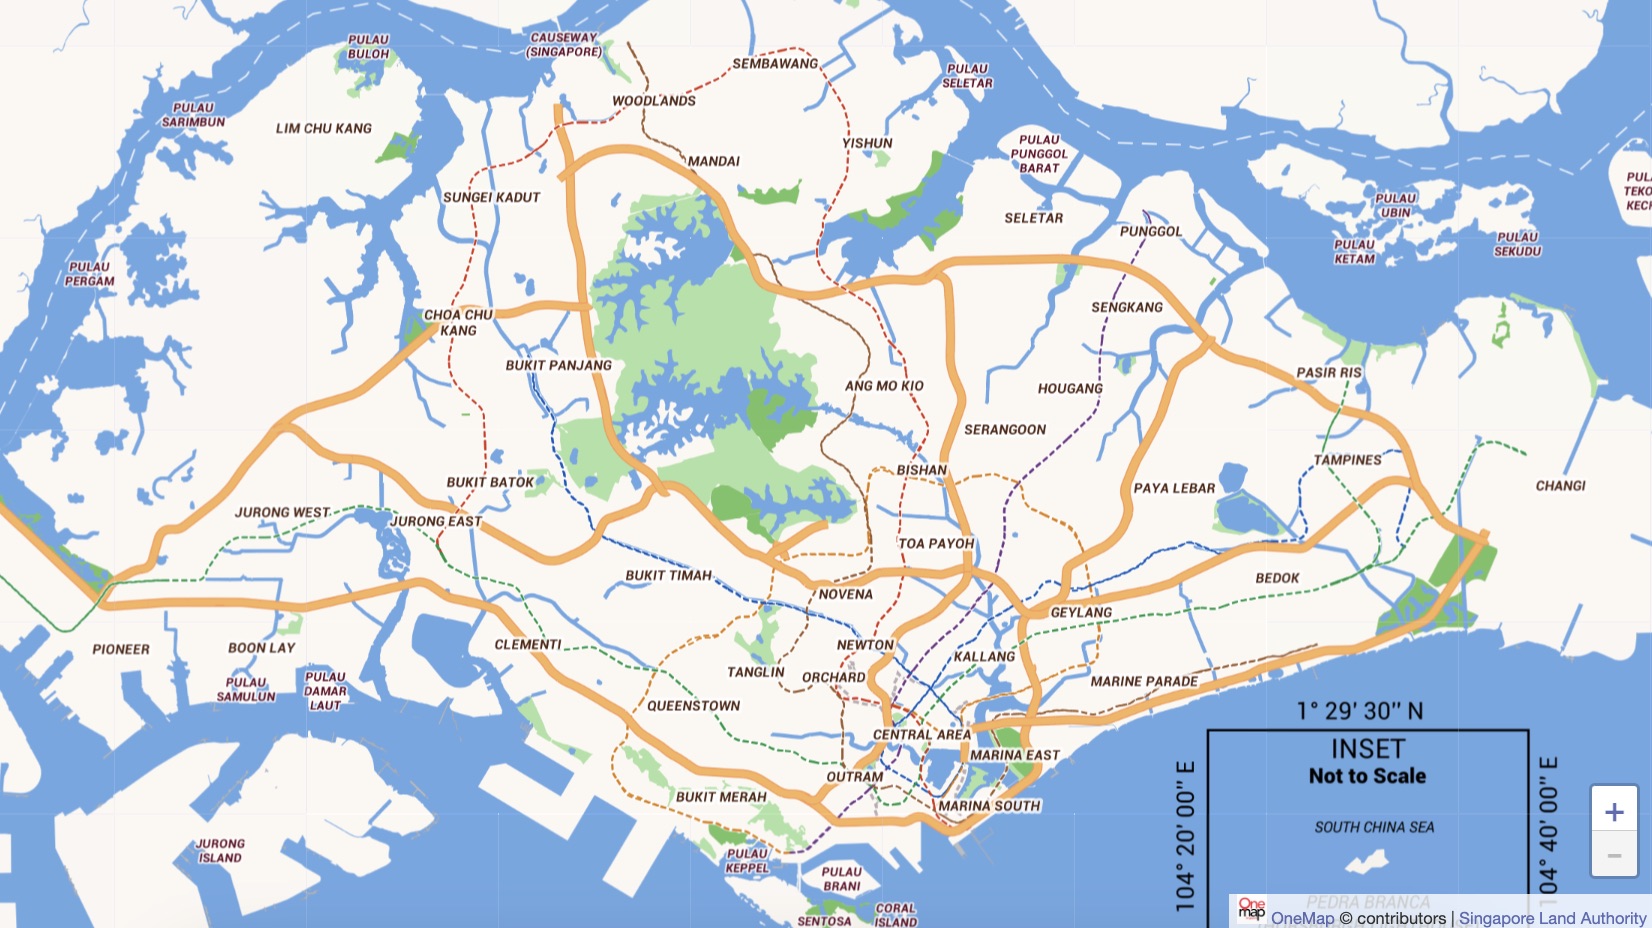 PULAU
BULOH
CAUSEWAY
(SINGAPORE)
SEMBAWANG
PULAU
SELETAR
PULAU
SARIMBUN
LIM CHU KANG
WOODLANDS
YISHUN
PULAU
PUNGGOL
BARAT
MANDAI
SUNGEI KADUT
SELETAR
PUNGGOL
PULAU
UBIN
PULAU
KETAM
PULAU
SEKUDU
PULAU
PERGAM
SENGKANG
CHOA CHU
KANG
BUKIT PANJANG
ANG MO KIO
HOUGANG
PASIR RIS
SERANGOON
BISHAN
TAMPINES
BUKIT BATOK
PAYA LEBAR
CHANGI
JURONG WEST
JURONG EAST
TOA PAYOH
BUKIT TIMAH
BEDOK
NOVENA
GEYLANG
PIONEER
BOON LAY
CLEMENTI
NEWTON
KALLANG
TANGLIN
ORCHARD
MARINE PARADE
PULAU
SAMULUN
PULAU
DAMAR
LAUT
QUEENSTOWN
CENTRAL AREA
MARINA EAST
OUTRAM
BUKIT MERAH
MARINA SOUTH
JURONG
ISLAND
PULAU
KEPPEL
PULAU
BRANI
SENTOSA
CORAL
ISLAND
1° 29' 30" N
INSET
Not to Scale
104° 20' 00" E
104° 40' 00" E
SOUTH CHINA SEA
PEDRA BRANCA
+
−
One
map
OneMap © contributors | Singapore Land Authority